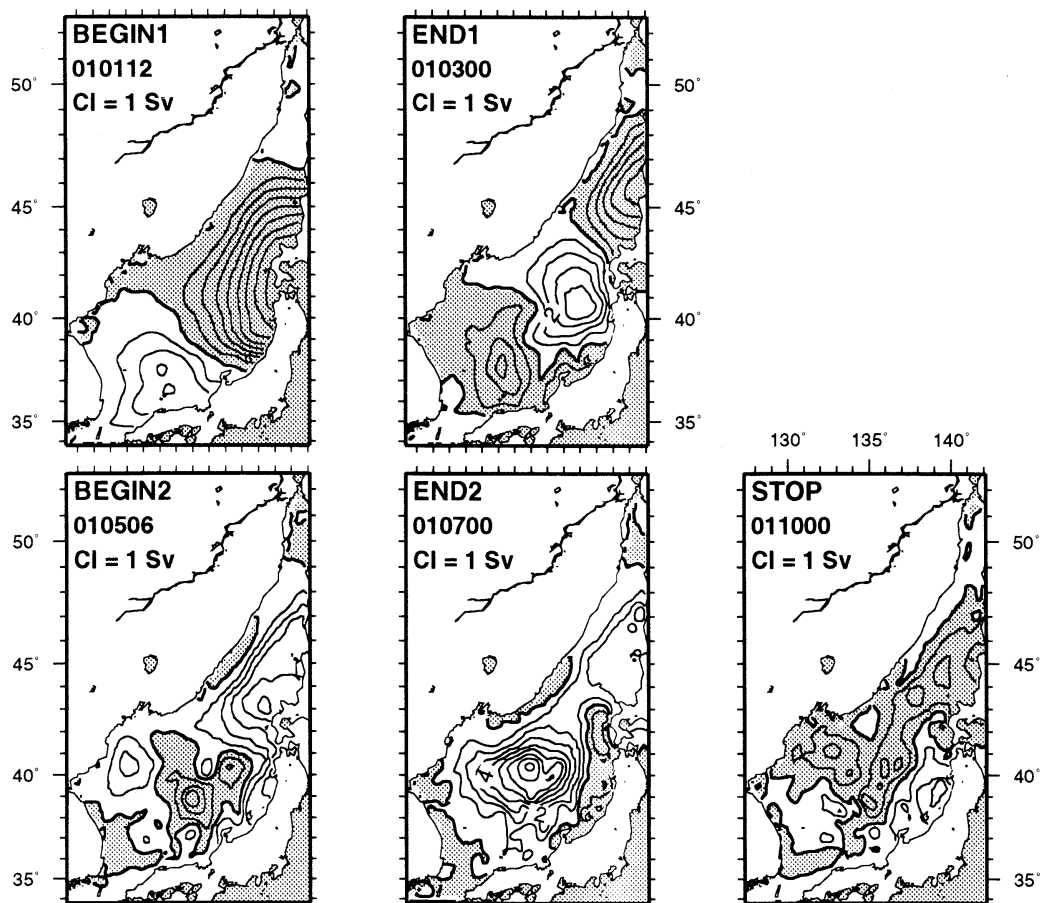 BEGIN1
010112
CI = 1 Sv
END1
010300
CI = 1 Sv
50°
45°
40°
35°
50°
45°
40°
35°
130° 135° 140°
BEGIN2
010506
CI = 1 Sv
END2
010700
CI = 1 Sv
STOP
011000
CI = 1 Sv
50°
45°
40°
35°
50°
45°
40°
35°